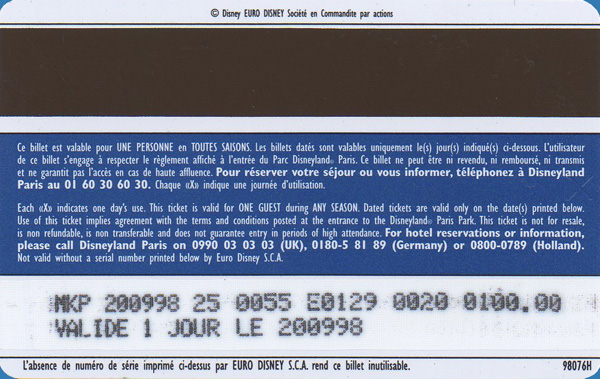 © Disney EURO DISNEY Société en Commandite par actions
Ce billet est valable pour UNE PERSONNE en TOUTES SAISONS. Les billets datés sont valables uniquement le(s) jour(s) indiqué(s) ci-dessous. L'utilisateur
de ce billet s'engage à respecter le règlement affiché à l'entrée du Parc Disneyland® Paris. Ce billet ne peut être ni revendu, ni remboursé, ni transmis
et ne garantit pas l'accès en cas de haute affluence. Pour réserver votre séjour ou vous informer, téléphonez à Disneyland
Paris au 01 60 30 60 30. Chaque «X» indique une journée d'utilisation.
Each «X» indicates one day's use. This ticket is valid for ONE GUEST during ANY SEASON. Dated tickets are valid only on the date(s) printed below.
Use of this ticket implies agreement with the terms and conditions posted at the entrance to the Disneyland® Paris Park. This ticket is not for resale,
is non refundable, is non transferable and does not guarantee entry in periods of high attendance. For hotel reservations or information,
please call Disneyland Paris on 0990 03 03 03 (UK), 0180-5 81 89 (Germany) or 0800-0789 (Holland).
Not valid without a serial number printed below by Euro Disney S.C.A.
MKP 200998 25 0055 E0129 0020 0100.00
VALIDE 1 JOUR LE 200998
L'absence de numéro de série imprimé ci-dessus par EURO DISNEY S.C.A. rend ce billet inutilisable.
98076H